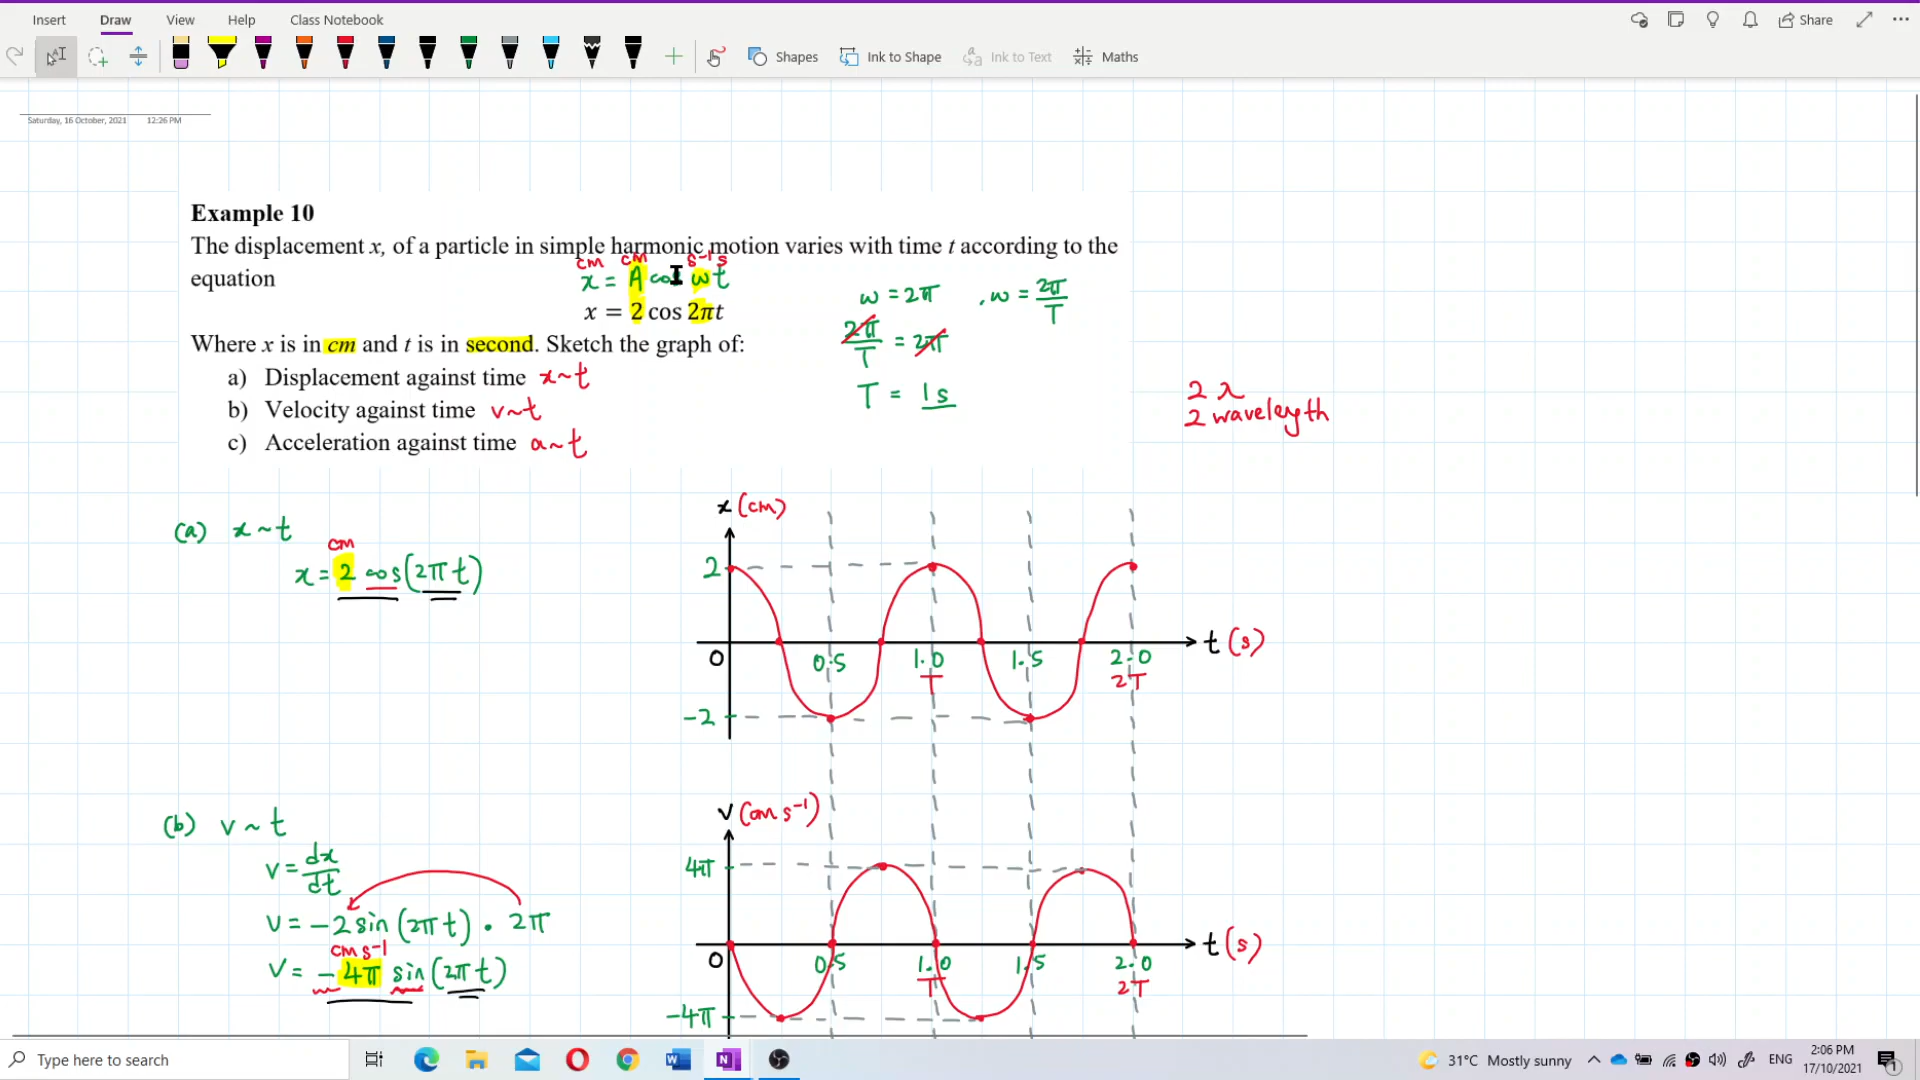 Insert Draw View Help Class Notebook
Share
Shapes Ink to Shape Ink to Text Maths
Saturday, 16 October, 2021 12:26 PM
Example 10
The displacement x, of a particle in simple harmonic motion varies with time t according to the
equation
cm cm s⁻¹ s
x = A cos ωt
x = 2 cos 2πt
ω = 2π , ω = 2π/T
2π/T = 2π
T = 1s
Where x is in cm and t is in second. Sketch the graph of:
a) Displacement against time x~t
b) Velocity against time v~t
c) Acceleration against time a~t
2 λ
2 wavelength
(a) x ~ t
cm
x = 2 cos(2πt)
x (cm)
2
0 0.5 1.0 1.5 2.0 t (s)
T 2T
-2
(b) v ~ t
v = dx/dt
v = -2 sin (2πt) · 2π
cm s⁻¹
v = -4π sin (2πt)
v (cm s⁻¹)
4π
0 0.5 1.0 1.5 2.0 t (s)
T 2T
-4π
Type here to search
31°C Mostly sunny
ENG
2:06 PM
17/10/2021
1